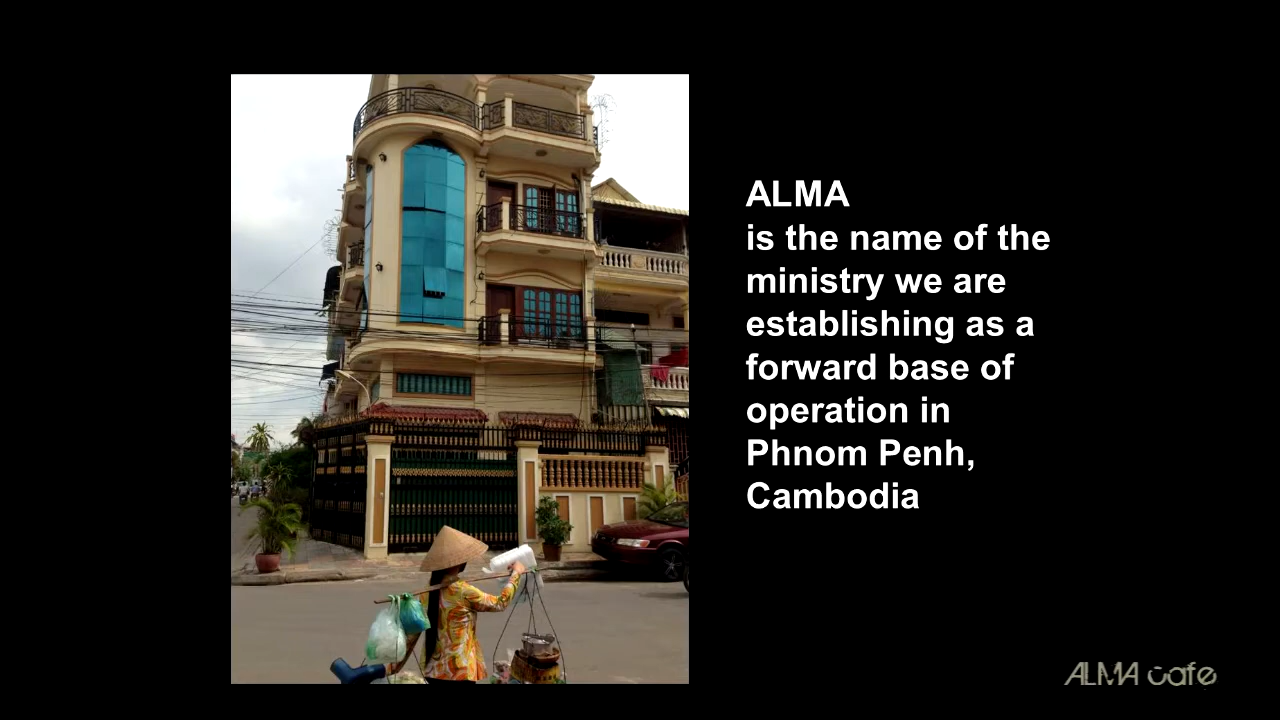 ALMA
is the name of the
ministry we are
establishing as a
forward base of
operation in
Phnom Penh,
Cambodia
ALMA cafe